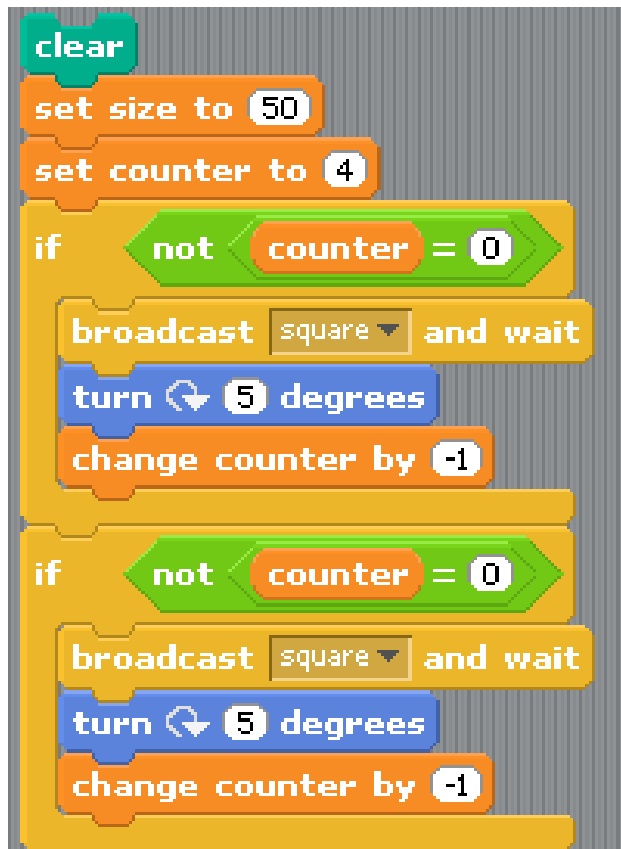 clear
set size to 50
set counter to 4
if not counter = 0
broadcast square and wait
turn 5 degrees
change counter by -1
if not counter = 0
broadcast square and wait
turn 5 degrees
change counter by -1